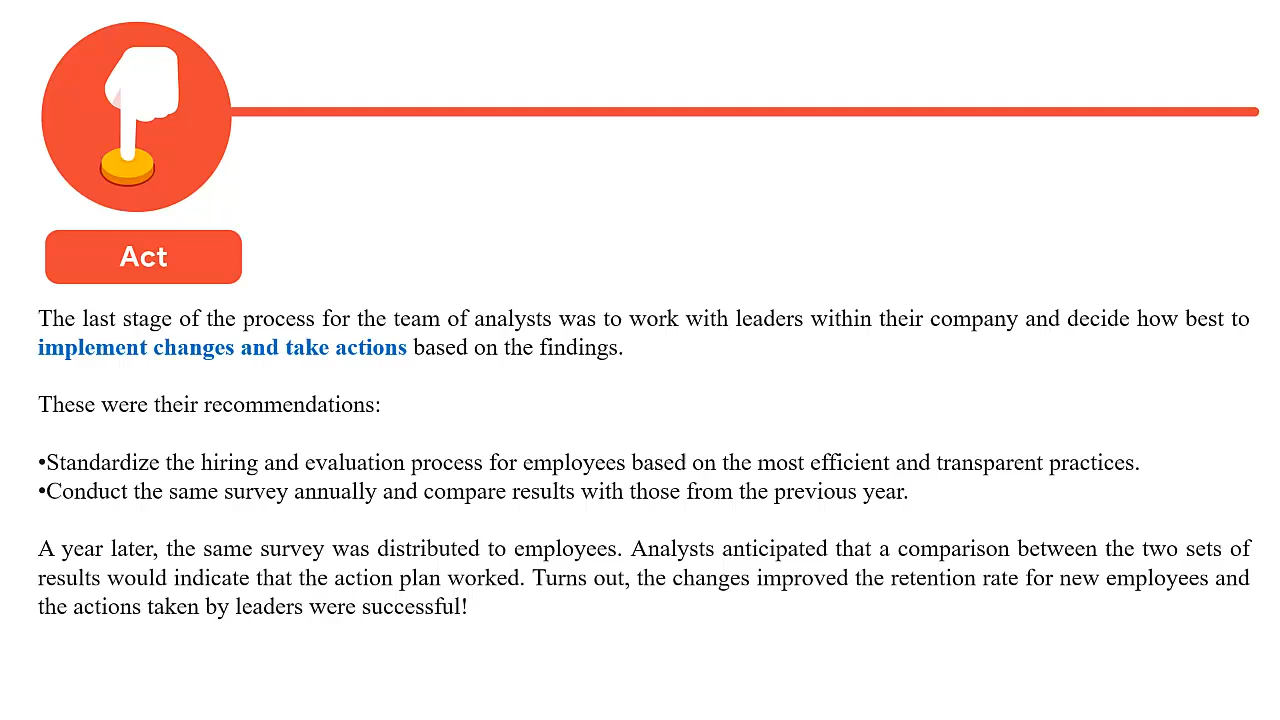 Act
The last stage of the process for the team of analysts was to work with leaders within their company and decide how best to
implement changes and take actions based on the findings.
These were their recommendations:
•Standardize the hiring and evaluation process for employees based on the most efficient and transparent practices.
•Conduct the same survey annually and compare results with those from the previous year.
A year later, the same survey was distributed to employees. Analysts anticipated that a comparison between the two sets of
results would indicate that the action plan worked. Turns out, the changes improved the retention rate for new employees and
the actions taken by leaders were successful!